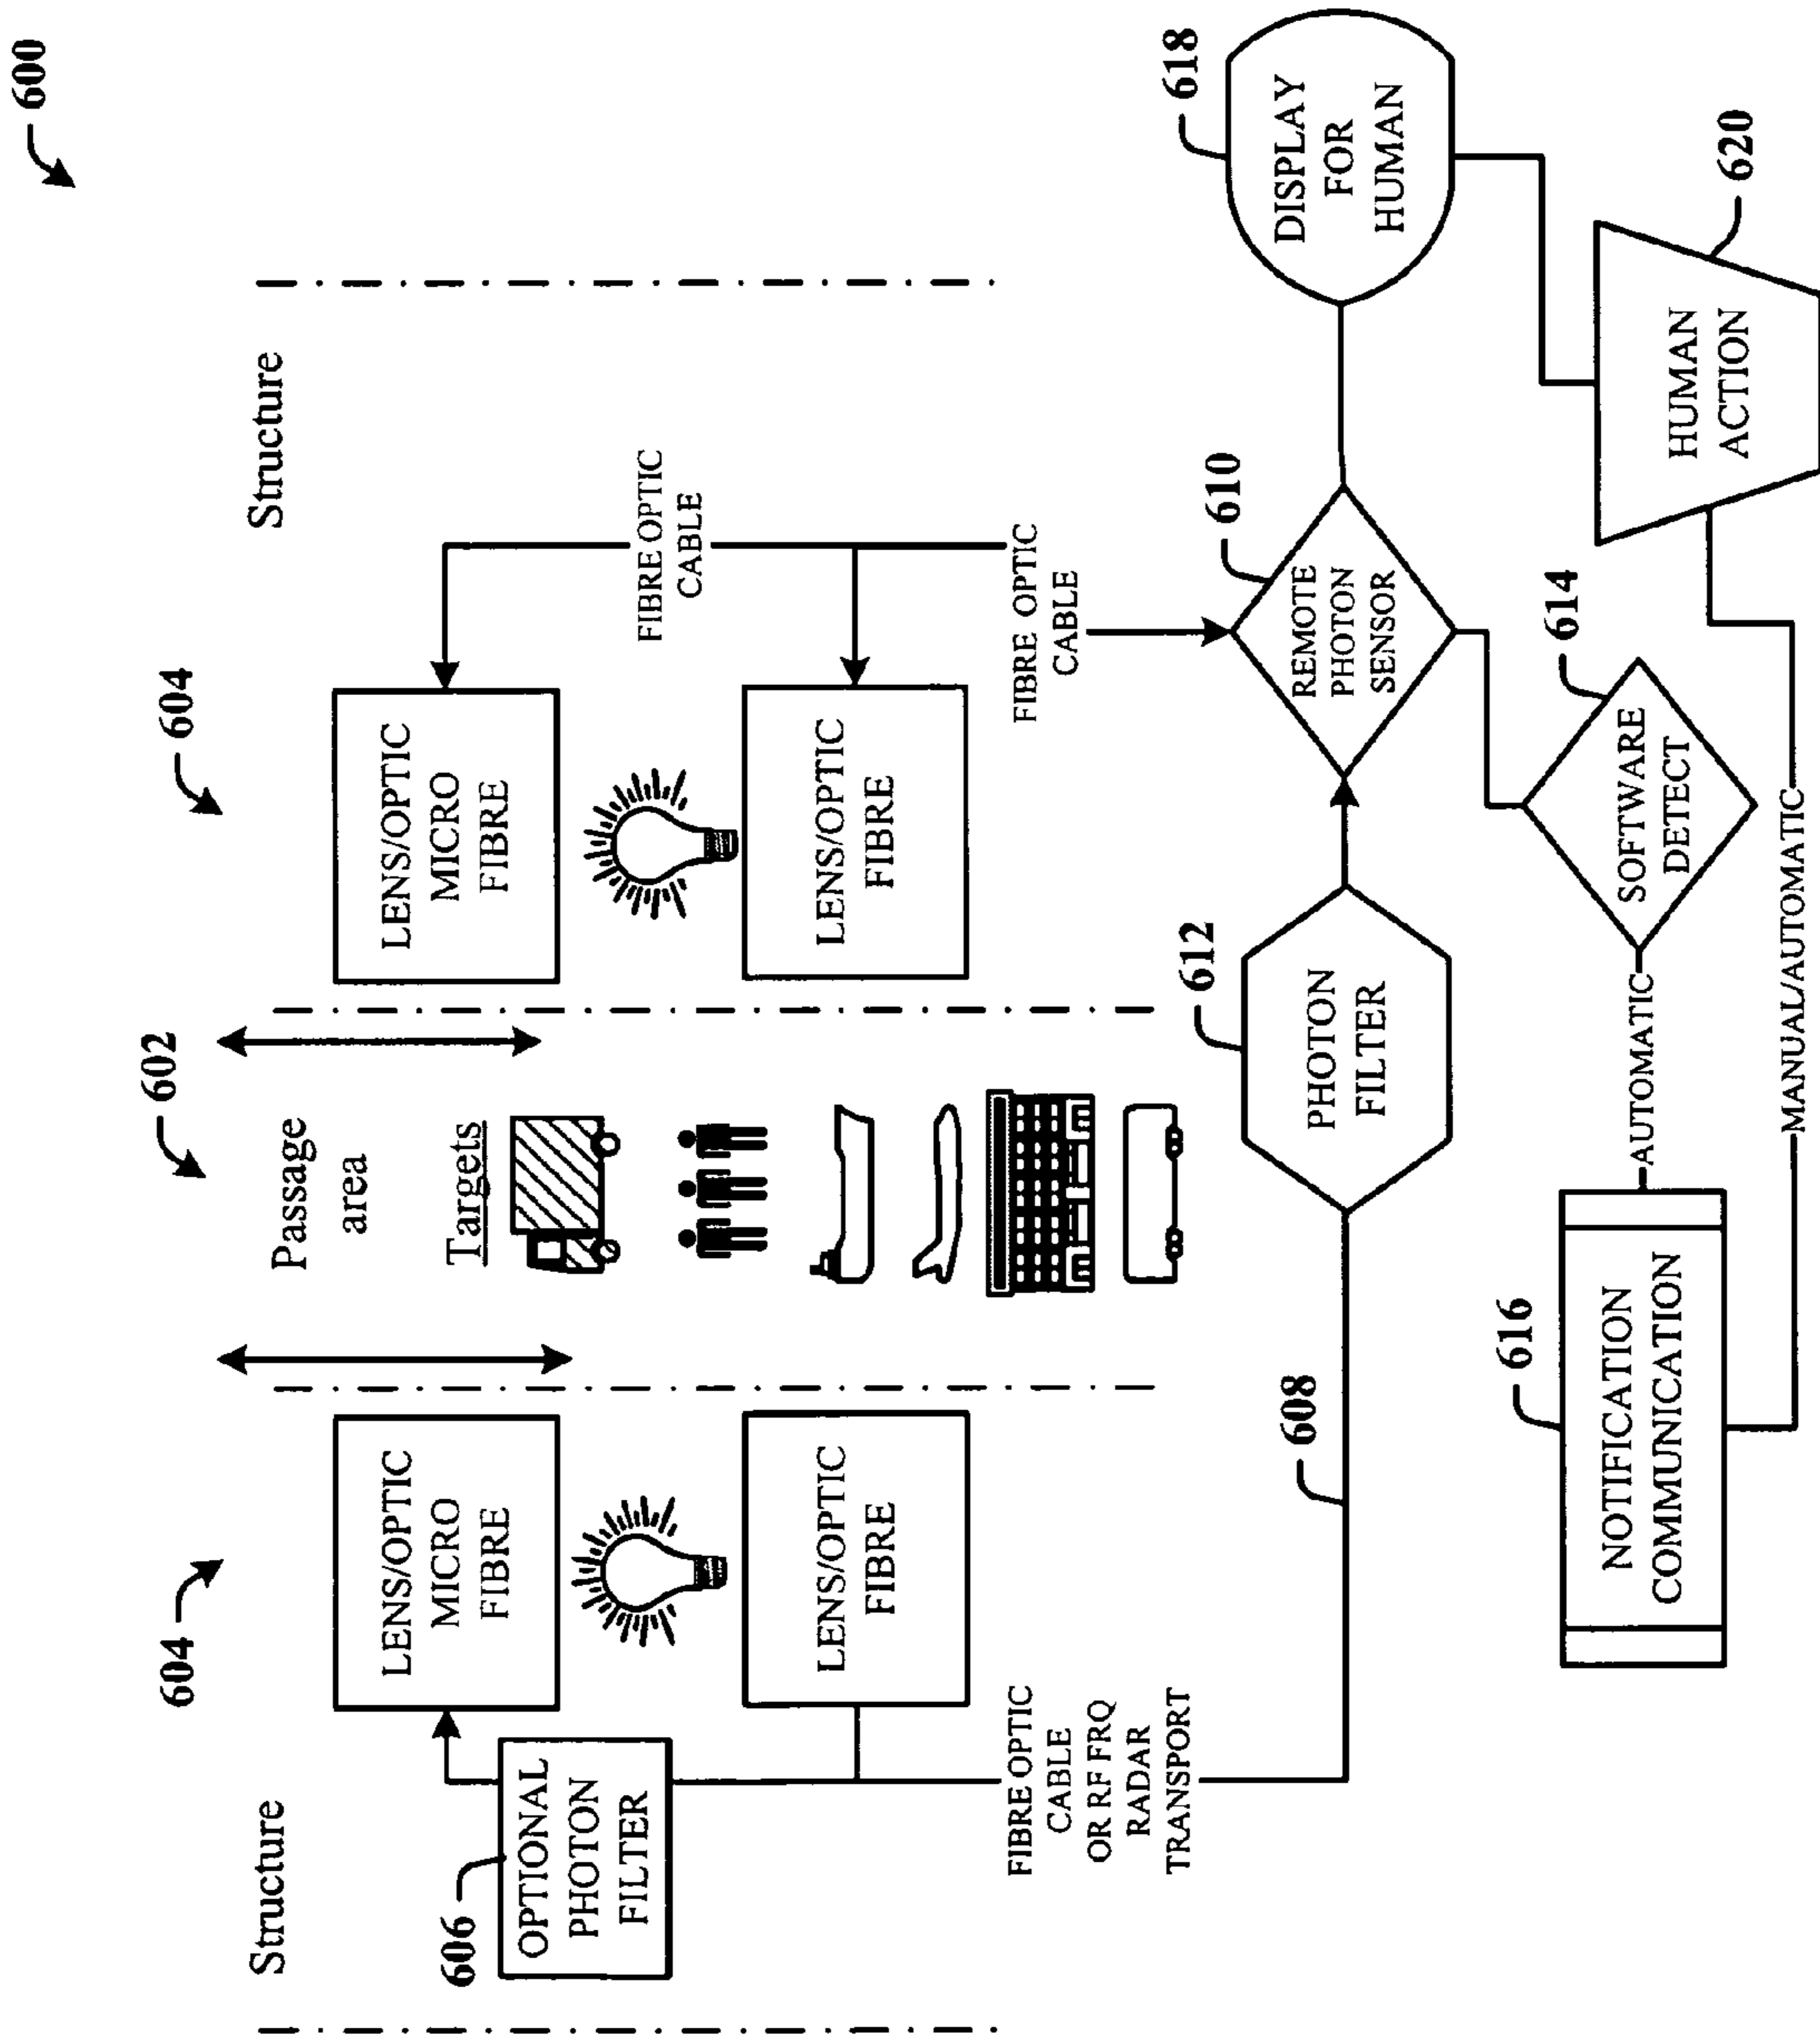 600
604
602
604
Structure
Passage
area
Structure
Targets
LENS/OPTIC
MICRO
FIBRE
LENS/OPTIC
MICRO
FIBRE
606
OPTIONAL
PHOTON
FILTER
FIBRE OPTIC
CABLE
LENS/OPTIC
FIBRE
LENS/OPTIC
FIBRE
FIBRE OPTIC
CABLE
OR RF FRQ
RADAR
TRANSPORT
FIBRE OPTIC
CABLE
608
612
PHOTON
FILTER
610
REMOTE
PHOTON
SENSOR
618
DISPLAY
FOR
HUMAN
616
NOTIFICATION
COMMUNICATION
AUTOMATIC
614
SOFTWARE
DETECT
HUMAN
ACTION
620
MANUAL/AUTOMATIC